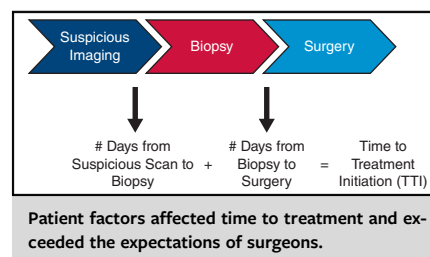 Suspicious
Imaging
Biopsy
Surgery
# Days from
Suspicious Scan to
Biopsy
+
# Days from
Biopsy to
Surgery
=
Time to
Treatment
Initiation (TTI)
Patient factors affected time to treatment and ex-
ceeded the expectations of surgeons.